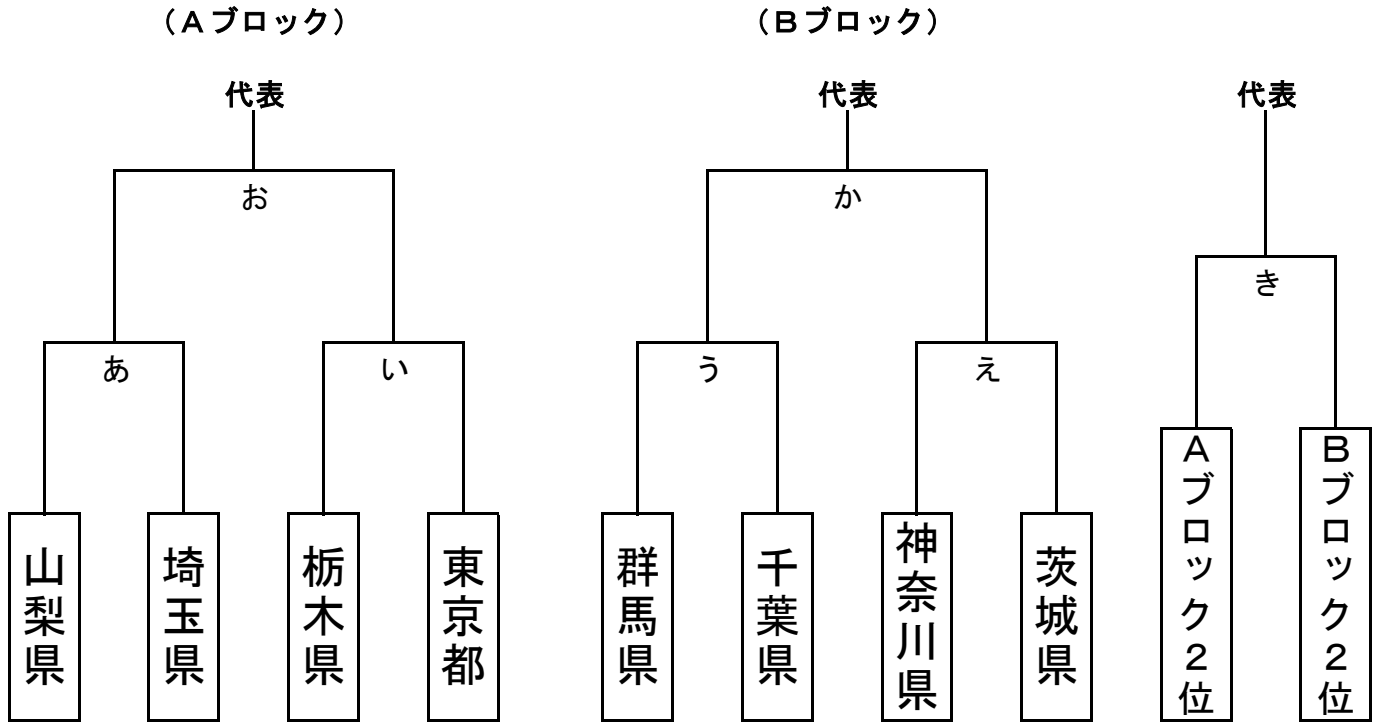 （Ａブロック）
（Ｂブロック）
代表
代表
代表
お
か
き
あ
い
う
え
山梨県
埼玉県
栃木県
東京都
群馬県
千葉県
神奈川県
茨城県
Ａブロック２位
Ｂブロック２位